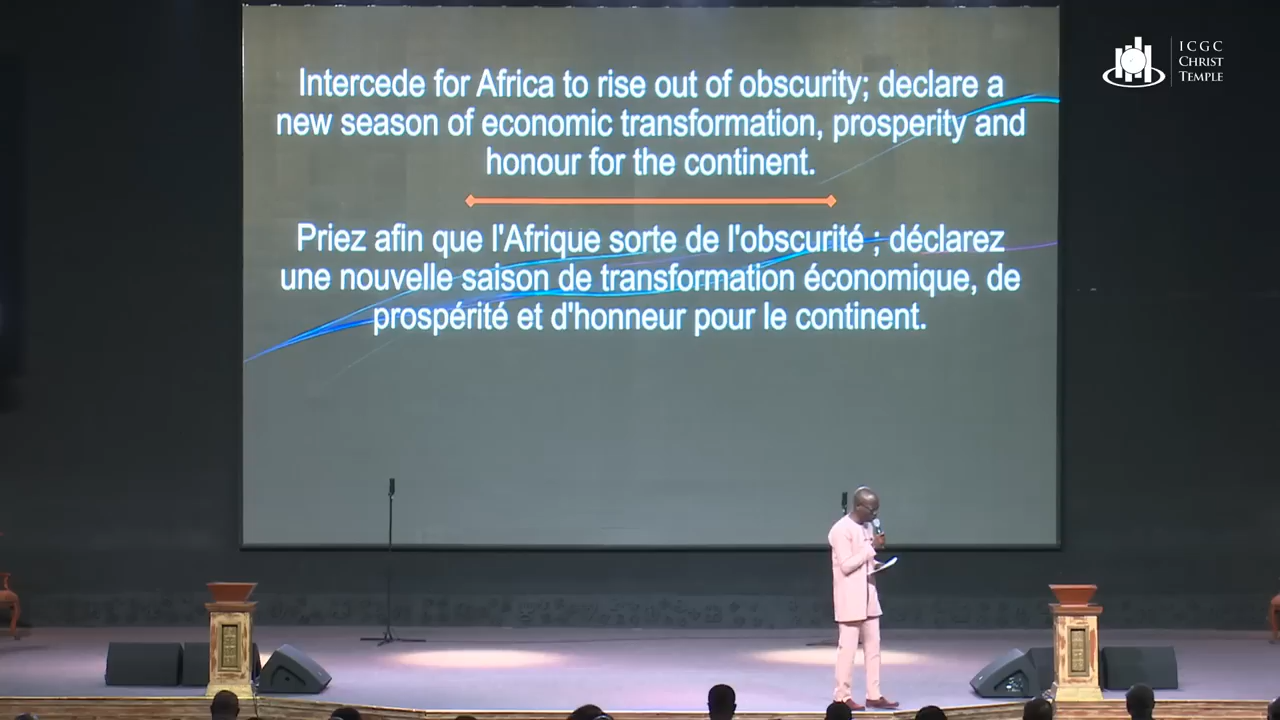 Intercede for Africa to rise out of obscurity; declare a
new season of economic transformation, prosperity and
honour for the continent.
Priez afin que l'Afrique sorte de l'obscurité ; déclarez
une nouvelle saison de transformation économique, de
prospérité et d'honneur pour le continent.
ICGC
CHRIST
TEMPLE